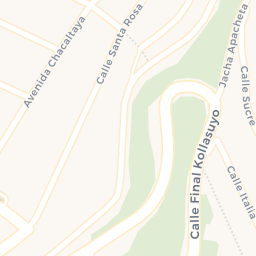 Avenida Chacaltaya
Calle Santa Rosa
Jacha Apacheta
Calle Sucre
Calle Final Kollasuyo
Calle Italia